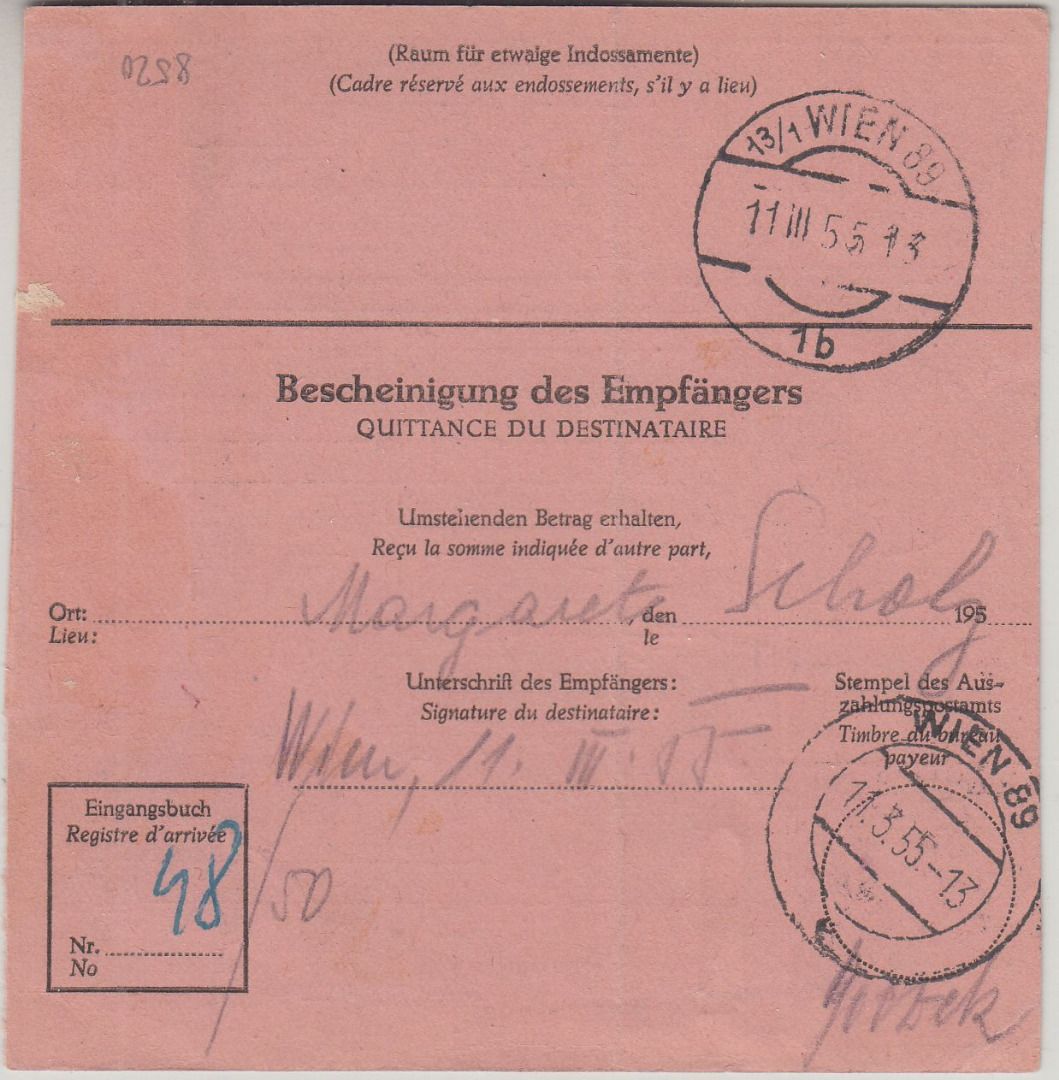 (Raum für etwaige Indossamente)
(Cadre réservé aux endossements, s'il y a lieu)
13/1 WIEN 89
11 III 55 13
1b
Bescheinigung des Empfängers
QUITTANCE DU DESTINATAIRE
Umstehenden Betrag erhalten,
Reçu la somme indiquée d'autre part,
Margarete Scholz
Ort: , den 195
Lieu: le
Unterschrift des Empfängers:
Signature du destinataire:
Stempel des Aus-
zahlungspostamts
Timbre du bureau
payeur
Wien, 11. III. 55
WIEN 89
11.3.55.-13
Eingangsbuch
Registre d'arrivée
48 / 50
Nr.
No